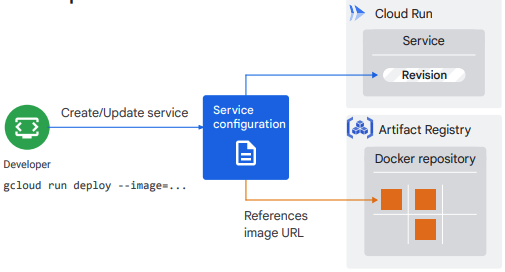 Cloud Run
Service
Revision
Create/Update service
Service
configuration
Artifact Registry
Docker repository
Developer
gcloud run deploy --image=...
References
image URL